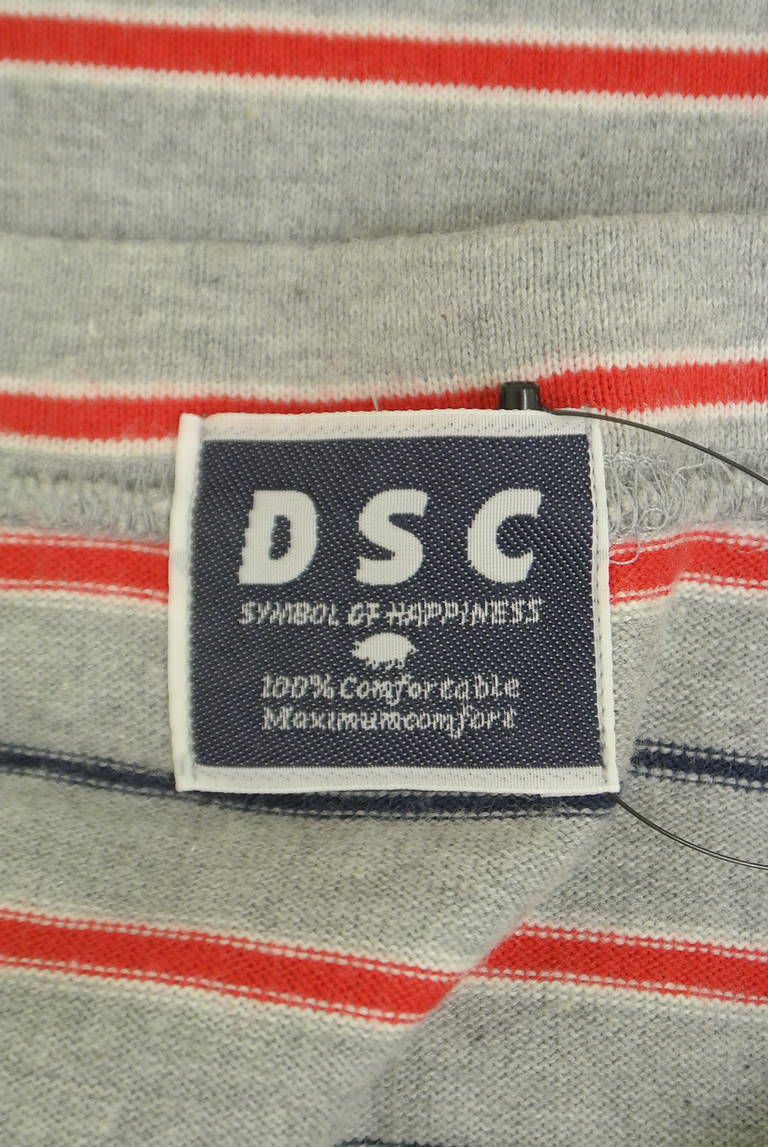 DSC
SYMBOL OF HAPPINESS
100% Comfortable
Maximumcomfort